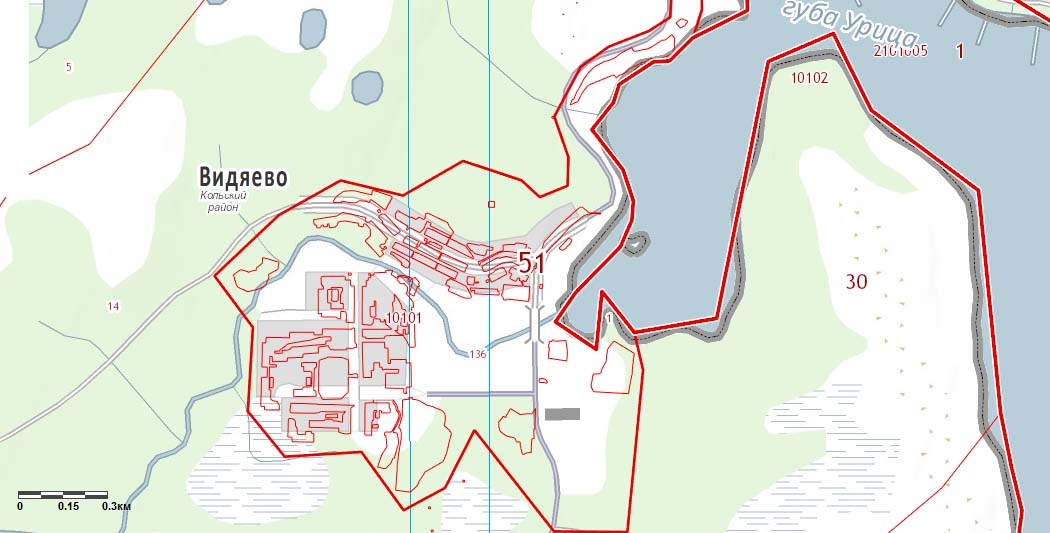 губа Урица
2101005
1
10102
5
Видяево
Кольский
район
51
30
14
10101
1
136
0 0.15 0.3км